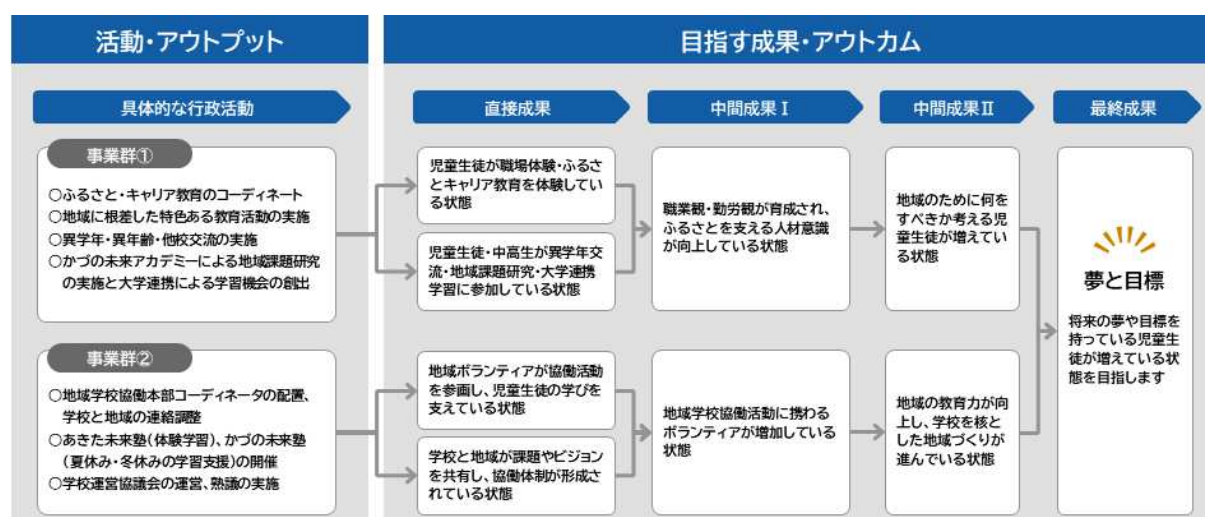 活動・アウトプット
目指す成果・アウトカム
具体的な行政活動
直接成果
中間成果Ⅰ
中間成果Ⅱ
最終成果
事業群①
○ふるさと・キャリア教育のコーディネート
○地域に根差した特色ある教育活動の実施
○異学年・異年齢・他校交流の実施
○かづの未来アカデミーによる地域課題研究
の実施と大学連携による学習機会の創出
児童生徒が職場体験・ふるさ
とキャリア教育を体験してい
る状態
児童生徒・中高生が異学年交
流・地域課題研究・大学連携
学習に参加している状態
職業観・勤労観が育成され、
ふるさとを支える人材意識
が向上している状態
地域のために何を
すべきか考える児
童生徒が増えてい
る状態
事業群②
○地域学校協働本部コーディネータの配置、
学校と地域の連絡調整
○あきた未来塾(体験学習)、かづの未来塾
(夏休み・冬休みの学習支援)の開催
○学校運営協議会の運営、熟議の実施
地域ボランティアが協働活動
を参画し、児童生徒の学びを
支えている状態
学校と地域が課題やビジョン
を共有し、協働体制が形成さ
れている状態
地域学校協働活動に携わる
ボランティアが増加している
状態
地域の教育力が向
上し、学校を核と
した地域づくりが
進んでいる状態
夢と目標
将来の夢や目標を
持っている児童生
徒が増えている状
態を目指します